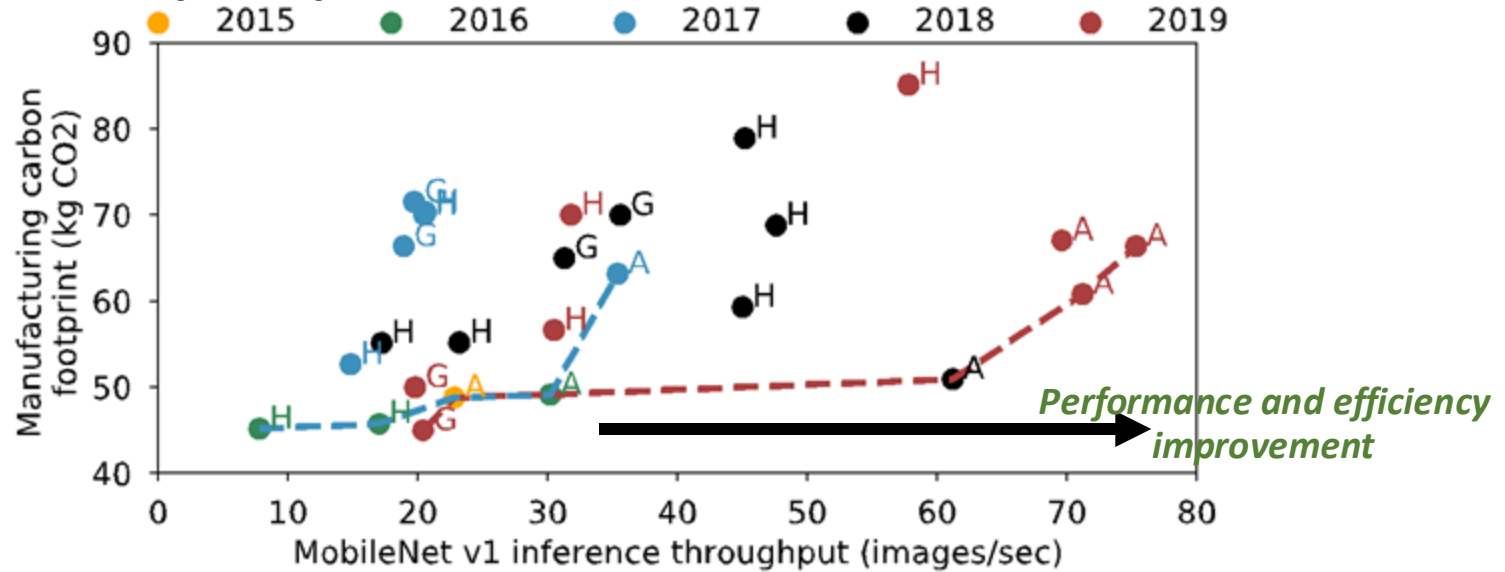 2015 2016 2017 2018 2019
Manufacturing carbon
footprint (kg CO2)
90
80
70
60
50
40
H
H
H
G
H
H
G
H
G
G
A
H
H
A
A
A
H
H
H
G
A
A
A
H
G
Performance and efficiency
improvement
0 10 20 30 40 50 60 70 80
MobileNet v1 inference throughput (images/sec)